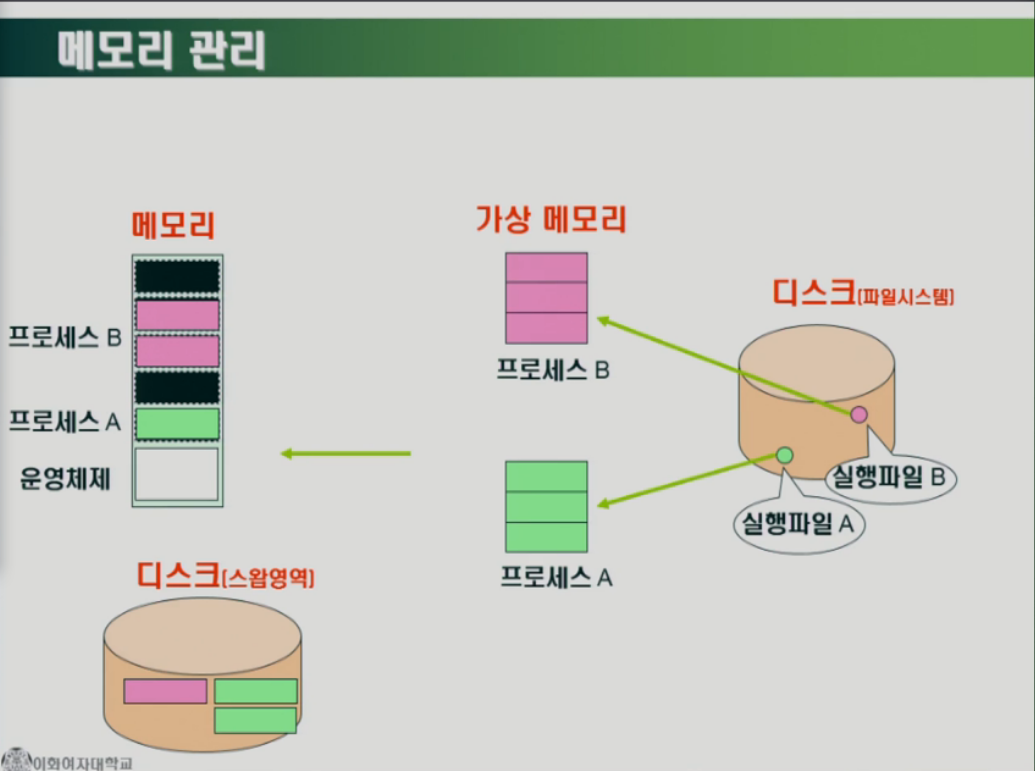 메모리 관리
메모리
가상 메모리
디스크(파일시스템)
프로세스 B
프로세스 B
프로세스 A
운영체제
실행파일 B
실행파일 A
디스크(스왑영역)
프로세스 A
이화여자대학교